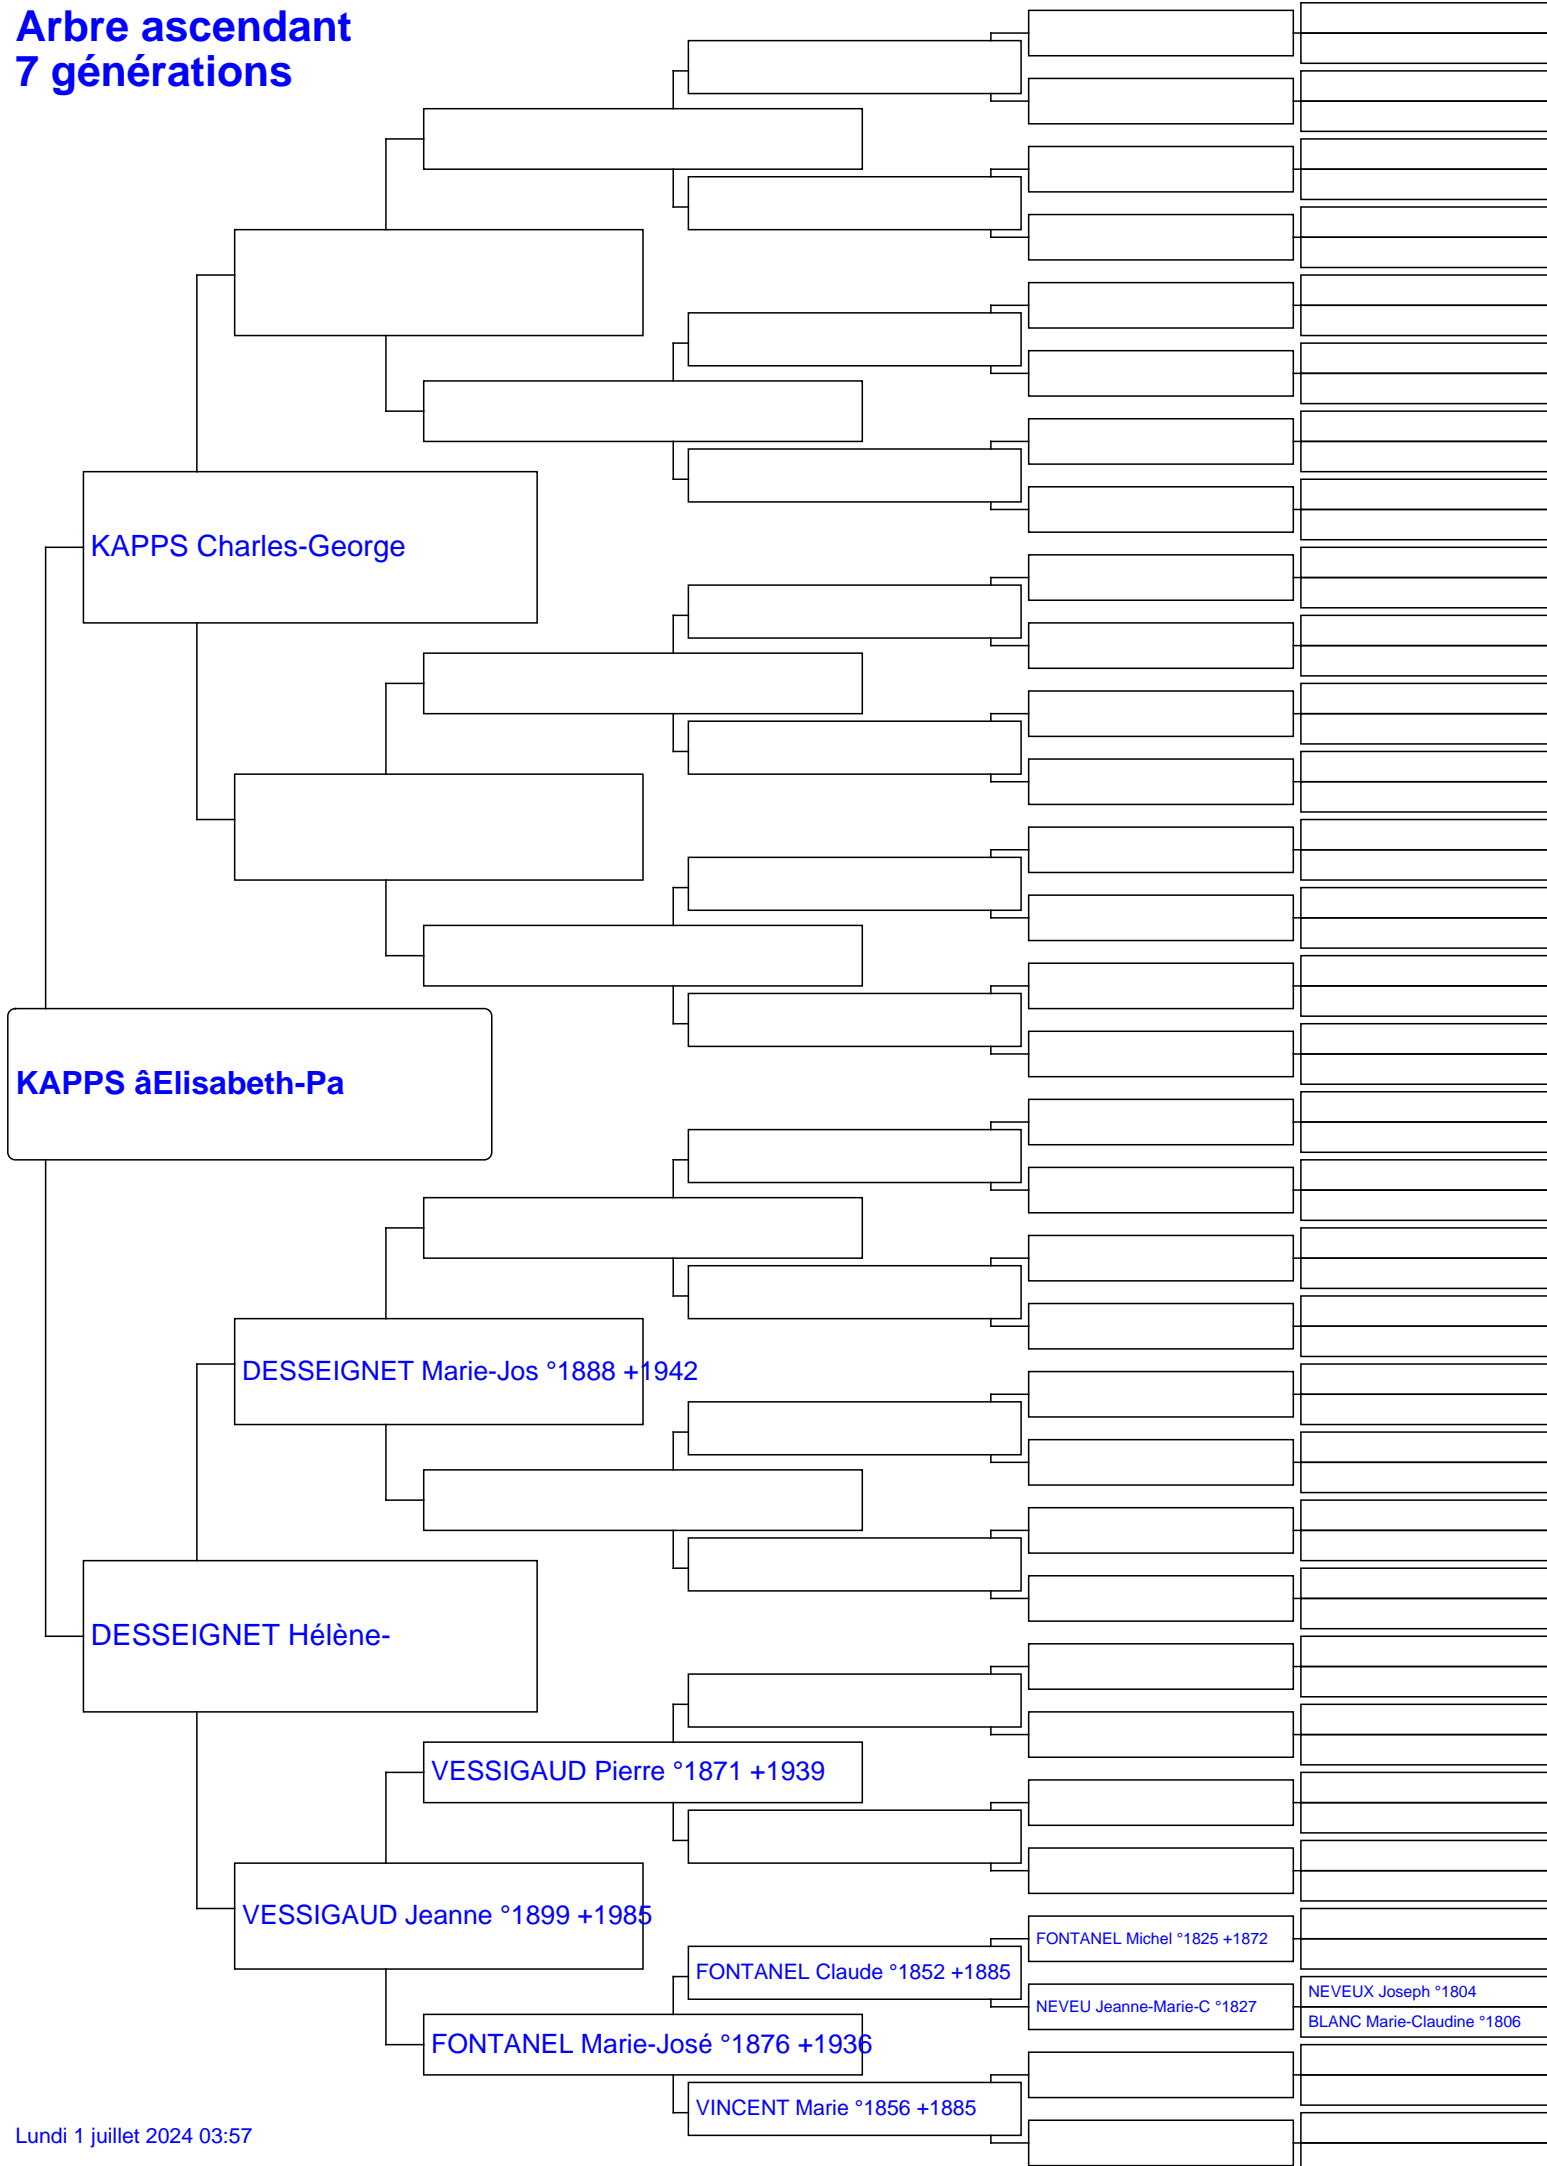 Arbre ascendant
7 générations
KAPPS Charles-George
KAPPS âElisabeth-Pa
DESSEIGNET Marie-Jos °1888 +1942
DESSEIGNET Hélène-
VESSIGAUD Pierre °1871 +1939
VESSIGAUD Jeanne °1899 +1985
FONTANEL Michel °1825 +1872
FONTANEL Claude °1852 +1885
NEVEU Jeanne-Marie-C °1827
NEVEUX Joseph °1804
BLANC Marie-Claudine °1806
FONTANEL Marie-José °1876 +1936
VINCENT Marie °1856 +1885
Lundi 1 juillet 2024 03:57